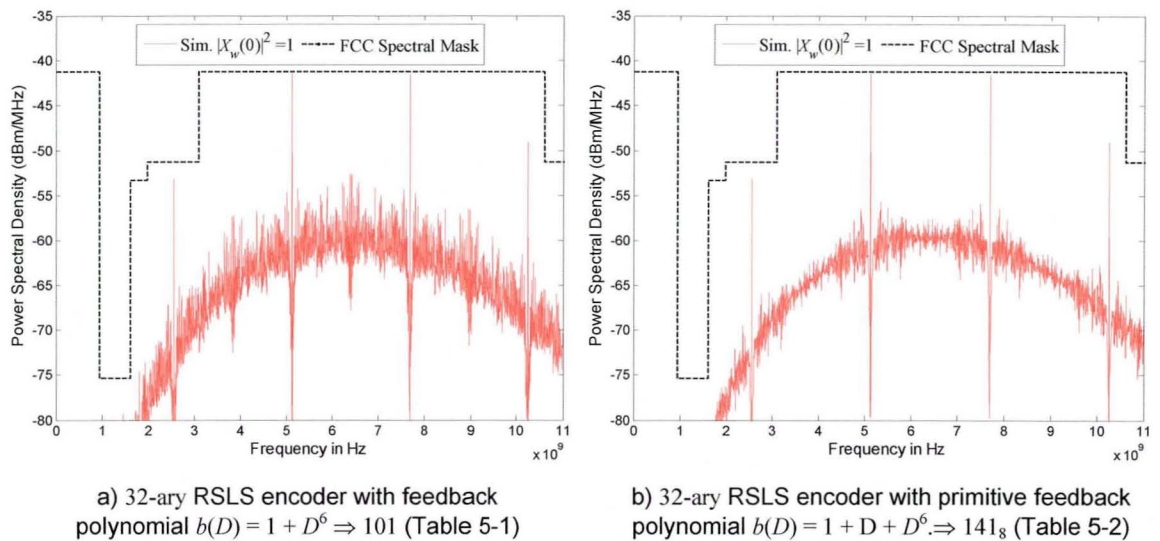 -35
-40
-45
-50
-55
-60
-65
-70
-75
-80
Power Spectral Density (dBm/MHz)
Sim. |X_w(0)|² =1
FCC Spectral Mask
0 1 2 3 4 5 6 7 8 9 10 11
Frequency in Hz
x 10⁹
a) 32-ary RSLS encoder with feedback
polynomial b(D) = 1 + D⁶ ⇒ 101 (Table 5-1)
-35
-40
-45
-50
-55
-60
-65
-70
-75
-80
Power Spectral Density (dBm/MHz)
Sim. |X_w(0)|² =1
FCC Spectral Mask
0 1 2 3 4 5 6 7 8 9 10 11
Frequency in Hz
x 10⁹
b) 32-ary RSLS encoder with primitive feedback
polynomial b(D) = 1 + D + D⁶.⇒ 141₈ (Table 5-2)